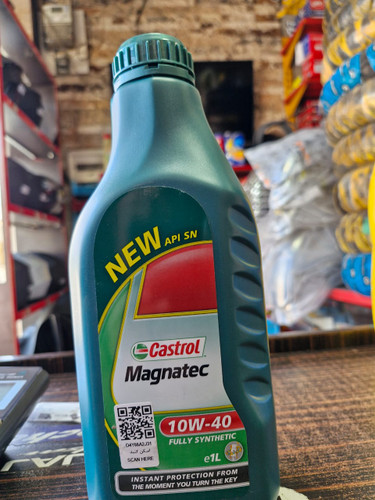 NEW API SN
Castrol
Magnatec
10W-40
FULLY SYNTHETIC
e1L
SCAN HERE
INSTANT PROTECTION FROM
THE MOMENT YOU TURN THE KEY